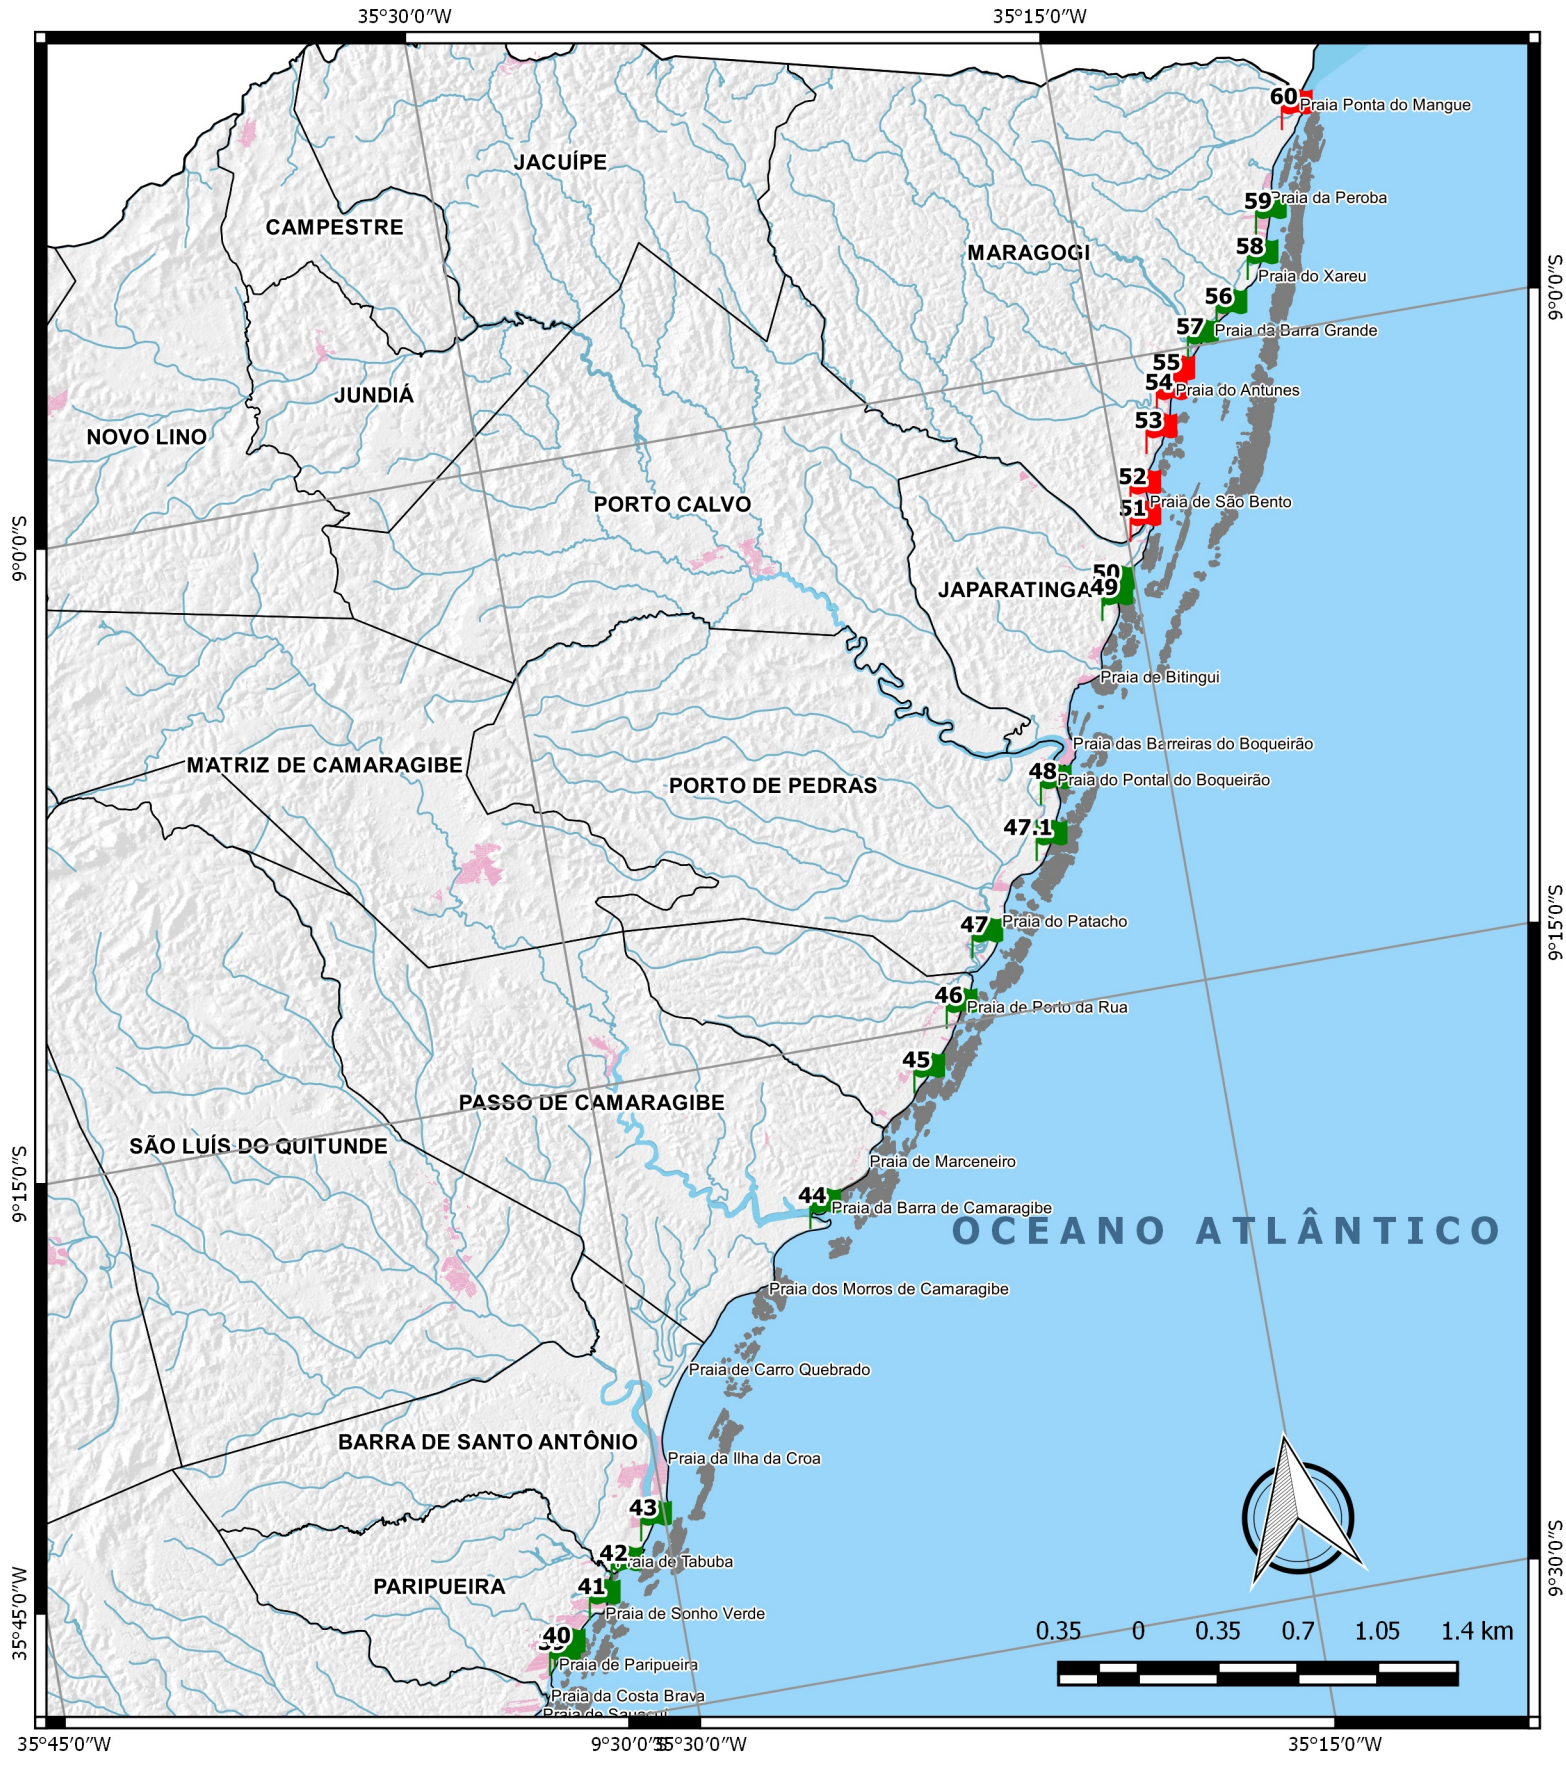 35°30′0″W
35°15′0″W
60
Praia Ponta do Mangue
JACUÍPE
59
Praia da Peroba
CAMPESTRE
MARAGOGI
58
Praia do Xareu
9°0′0″S
56
57
Praia da Barra Grande
55
54
Praia do Antunes
JUNDIÁ
53
NOVO LINO
52
PORTO CALVO
51
Praia de São Bento
9°0′0″S
50
JAPARATINGA
49
Praia de Bitingui
Praia das Barreiras do Boqueirão
MATRIZ DE CAMARAGIBE
48
Praia do Pontal do Boqueirão
PORTO DE PEDRAS
47.1
47
Praia do Patacho
9°15′0″S
46
Praia de Porto da Rua
45
PASSO DE CAMARAGIBE
SÃO LUÍS DO QUITUNDE
Praia de Marceneiro
9°15′0″S
44
Praia da Barra de Camaragibe
OCEANO ATLÂNTICO
Praia dos Morros de Camaragibe
Praia de Carro Quebrado
BARRA DE SANTO ANTÔNIO
Praia da Ilha da Croa
43
42
Praia de Tabuba
9°30′0″S
PARIPUEIRA
41
Praia de Sonho Verde
35°45′0″W
40
39
Praia de Paripueira
0.35 0 0.35 0.7 1.05 1.4 km
Praia da Costa Brava
Praia de Sauaçui
35°45′0″W
9°30′0″S
35°30′0″W
35°15′0″W